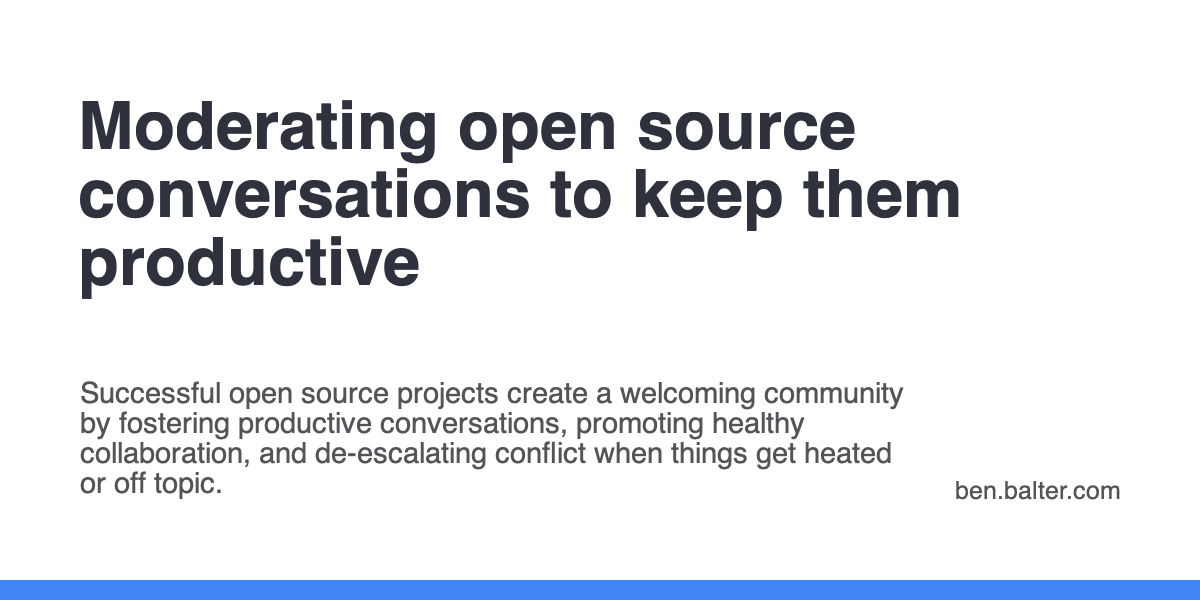 Moderating open source
conversations to keep them
productive
Successful open source projects create a welcoming community
by fostering productive conversations, promoting healthy
collaboration, and de-escalating conflict when things get heated
or off topic.
ben.balter.com